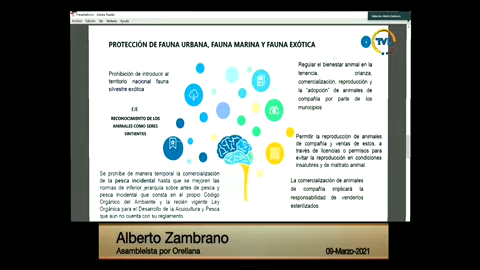 PROTECCIÓN DE FAUNA URBANA, FAUNA MARINA Y FAUNA EXÓTICA
TVL
Prohibición de introducir al
territorio nacional fauna
silvestre exótica
EJE
RECONOCIMIENTO DE LOS
ANIMALES COMO SERES
SINTIENTES
Se prohíbe de manera temporal la comercialización
de la pesca incidental hasta que se mejoren las
normas de inferior jerarquía sobre artes de pesca y
pesca incidental que consta en el propio Código
Orgánico del Ambiente y la recién vigente Ley
Orgánica para el Desarrollo de la Acuicultura y Pesca
que aun no cuenta con su reglamento.
Regular el bienestar animal en la
tenencia, crianza,
comercialización, reproducción y
la "adopción" de animales de
compañía por parte de los
municipios.
Permitir la reproducción de animales
de compañía y ventas de estos, a
través de licencias o permisos para
evitar la reproducción en condiciones
insalubres y de maltrato animal.
La comercialización de animales
de compañía implicará la
responsabilidad de venderlos
esterilizados.
Alberto Zambrano
Asambleísta por Orellana
09-Marzo-2021